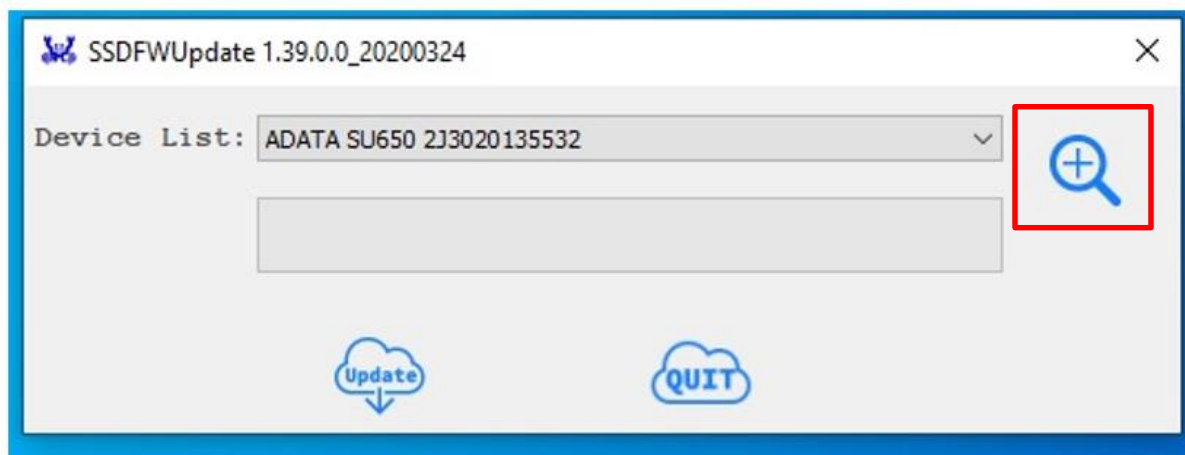 SSDFWUpdate 1.39.0.0_20200324
Device List: ADATA SU650 2J3020135532
Update
QUIT